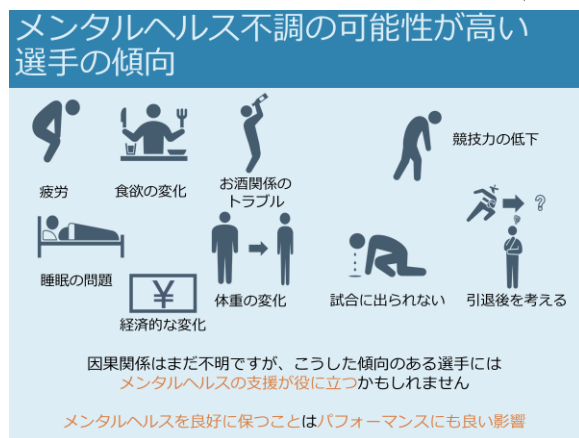 メンタルヘルス不調の可能性が高い
選手の傾向
疲労
食欲の変化
お酒関係の
トラブル
競技力の低下
?
睡眠の問題
¥
経済的な変化
体重の変化
試合に出られない
引退後を考える
因果関係はまだ不明ですが、こうした傾向のある選手には
メンタルヘルスの支援が役に立つかもしれません
メンタルヘルスを良好に保つことはパフォーマンスにも良い影響